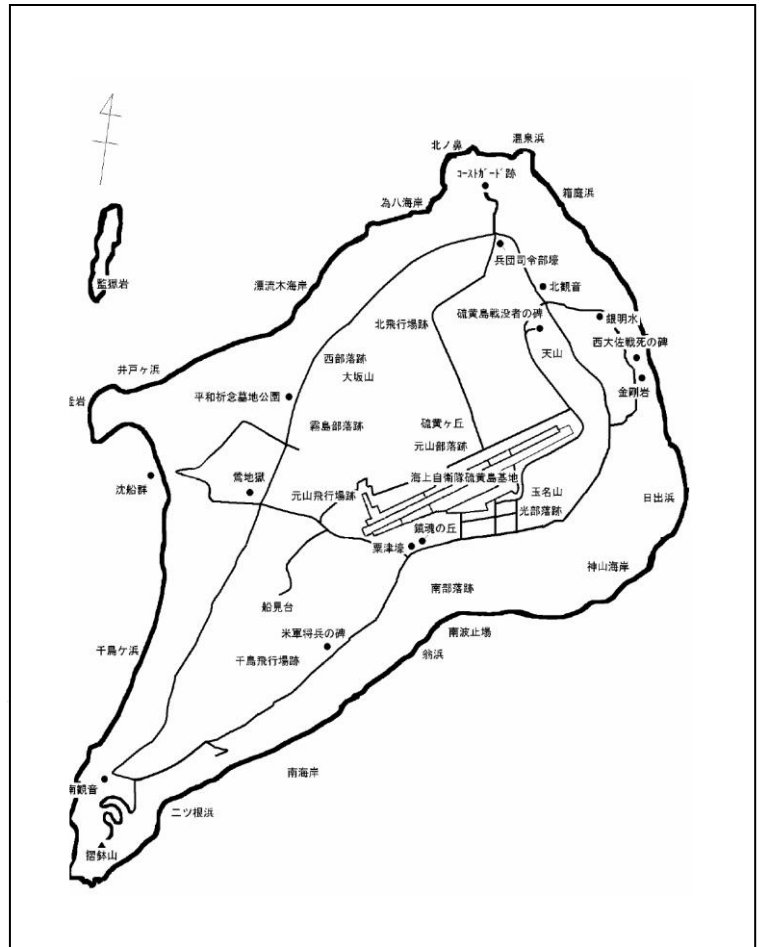 北ノ鼻
温泉浜
コーストガード跡
箱庭浜
為八海岸
兵団司令部壕
監獄岩
漂流木海岸
北観音
北飛行場跡
硫黄島戦没者の碑
銀明水
西大佐戦死の碑
天山
西部落跡
大坂山
井戸ヶ浜
金剛岩
平和祈念墓地公園
霧島部落跡
硫黄ヶ丘
元山部落跡
沈船群
鶯地獄
海上自衛隊硫黄島基地
元山飛行場跡
玉名山
日出浜
光部落跡
鎮魂の丘
粟津壕
神山海岸
南部落跡
船見台
南波止場
米軍将兵の碑
千鳥ケ浜
千鳥飛行場跡
翁浜
南海岸
南観音
二ツ根浜
摺鉢山